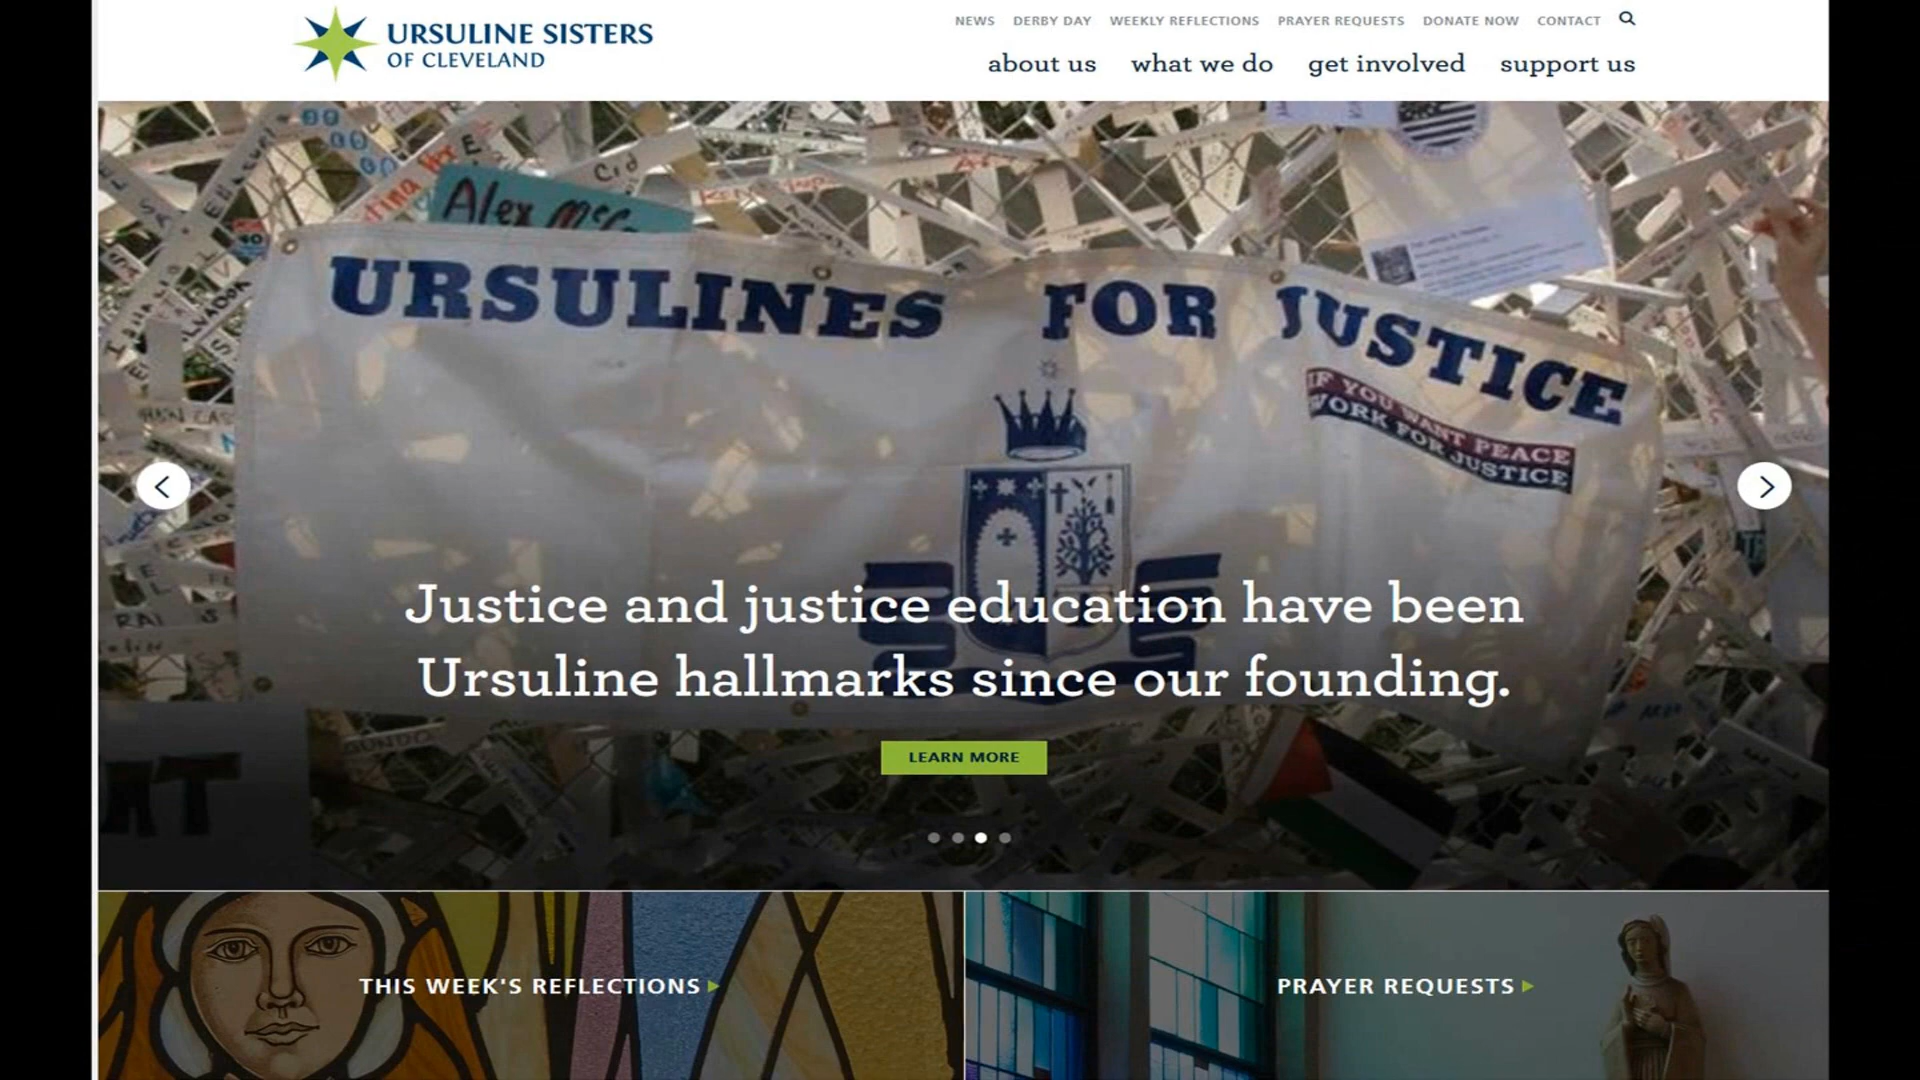 URSULINE SISTERS
OF CLEVELAND
NEWS DERBY DAY WEEKLY REFLECTIONS PRAYER REQUESTS DONATE NOW CONTACT
about us what we do get involved support us
Alex
URSULINES FOR JUSTICE
IF YOU WANT PEACE
WORK FOR JUSTICE
Justice and justice education have been
Ursuline hallmarks since our founding.
LEARN MORE
THIS WEEK'S REFLECTIONS
PRAYER REQUESTS